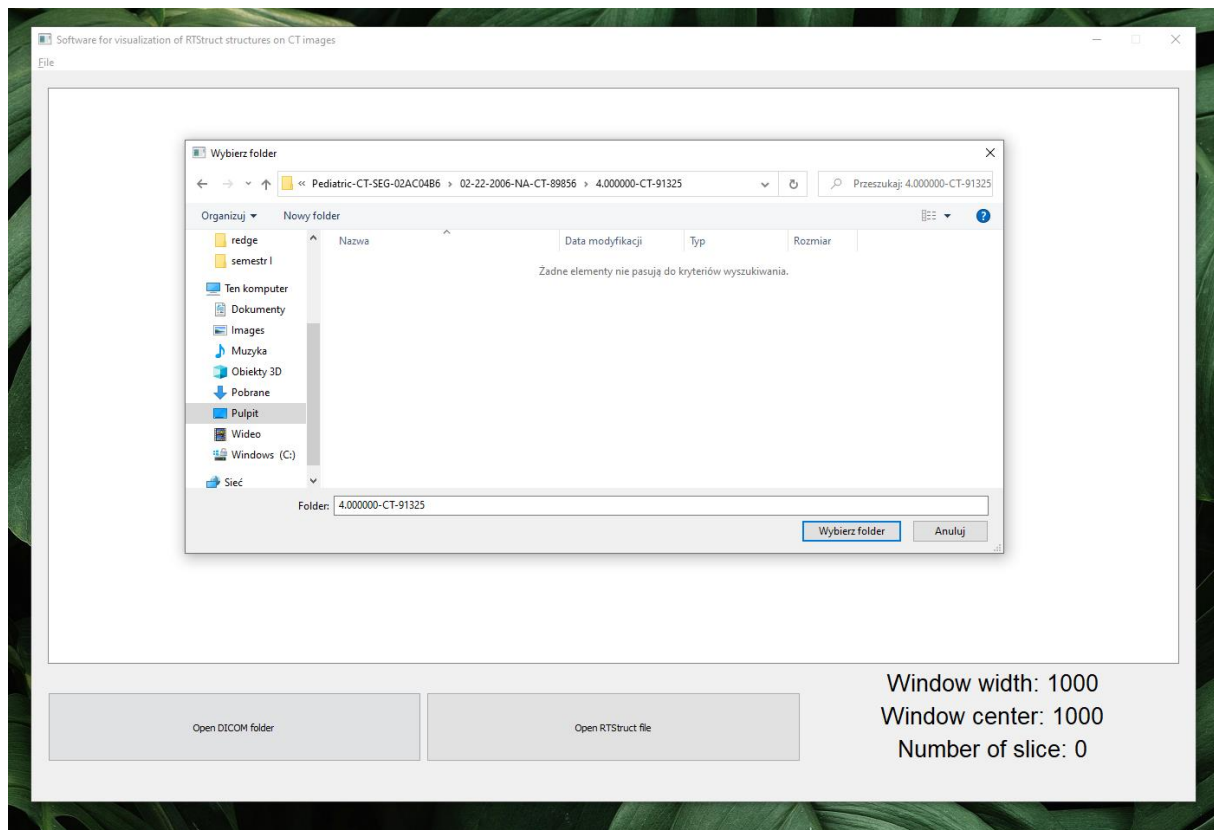 Software for visualization of RTStruct structures on CT images
File
Wybierz folder
« Pediatric-CT-SEG-02AC04B6 › 02-22-2006-NA-CT-89856 › 4.000000-CT-91325
Przeszukaj: 4.000000-CT-91325
Organizuj
Nowy folder
redge
semestr I
Ten komputer
Dokumenty
Images
Muzyka
Obiekty 3D
Pobrane
Pulpit
Wideo
Windows (C:)
Sieć
Nazwa
Data modyfikacji
Typ
Rozmiar
Żadne elementy nie pasują do kryteriów wyszukiwania.
Folder: 4.000000-CT-91325
Wybierz folder
Anuluj
Open DICOM folder
Open RTStruct file
Window width: 1000
Window center: 1000
Number of slice: 0